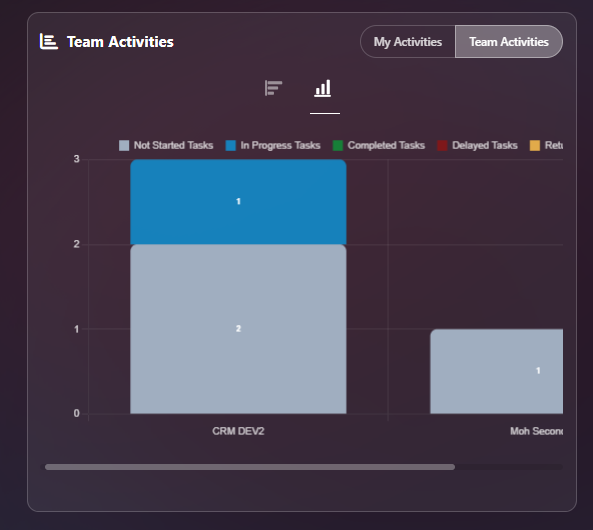 Team Activities
My Activities
Team Activities
Not Started Tasks
In Progress Tasks
Completed Tasks
Delayed Tasks
3
1
2
2
1
1
0
CRM DEV2
Moh